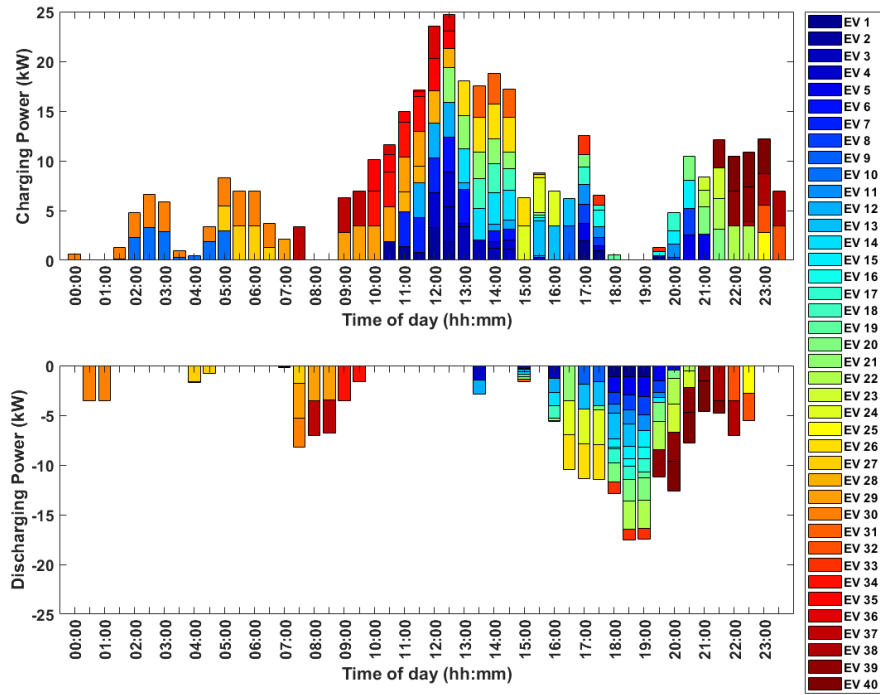 Charging Power (kW)
25
20
15
10
5
0
00:00
01:00
02:00
03:00
04:00
05:00
06:00
07:00
08:00
09:00
10:00
11:00
12:00
13:00
14:00
15:00
16:00
17:00
18:00
19:00
20:00
21:00
22:00
23:00
Time of day (hh:mm)
Discharging Power (kW)
0
-5
-10
-15
-20
-25
00:00
01:00
02:00
03:00
04:00
05:00
06:00
07:00
08:00
09:00
10:00
11:00
12:00
13:00
14:00
15:00
16:00
17:00
18:00
19:00
20:00
21:00
22:00
23:00
Time of day (hh:mm)
EV 1
EV 2
EV 3
EV 4
EV 5
EV 6
EV 7
EV 8
EV 9
EV 10
EV 11
EV 12
EV 13
EV 14
EV 15
EV 16
EV 17
EV 18
EV 19
EV 20
EV 21
EV 22
EV 23
EV 24
EV 25
EV 26
EV 27
EV 28
EV 29
EV 30
EV 31
EV 32
EV 33
EV 34
EV 35
EV 36
EV 37
EV 38
EV 39
EV 40